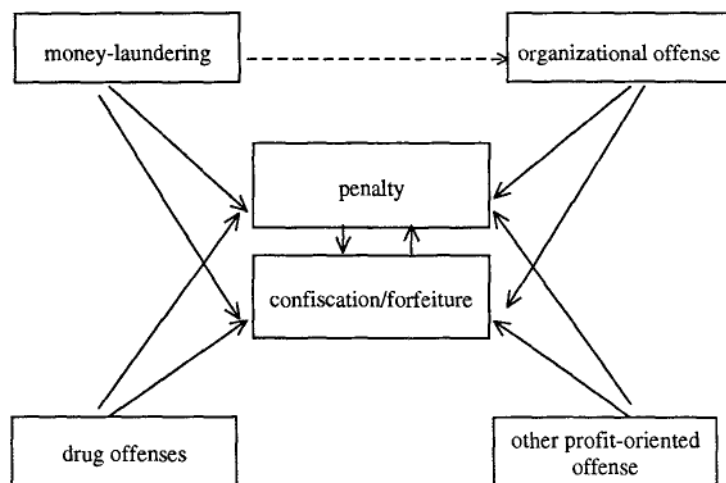 money-laundering
organizational offense
penalty
confiscation/forfeiture
drug offenses
other profit-oriented
offense